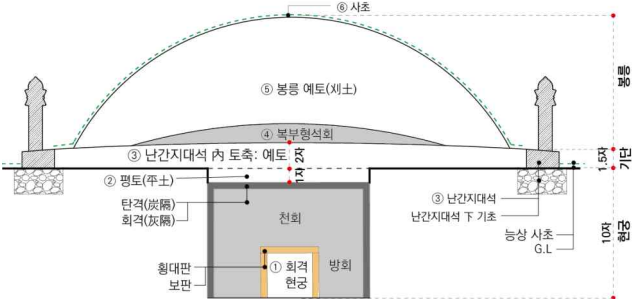 ⑥ 사초
⑤ 봉릉 예토(刈土)
④ 복부형석회
③ 난간지대석 內 토축: 예토
2자
1자
② 평토(平土)
탄격(炭隔)
회격(灰隔)
천회
방회
횡대판
보판
① 회격
현궁
③ 난간지대석
난간지대석 下 기초
능상 사초
G.L
봉릉
기단
1.5자
현궁
10자